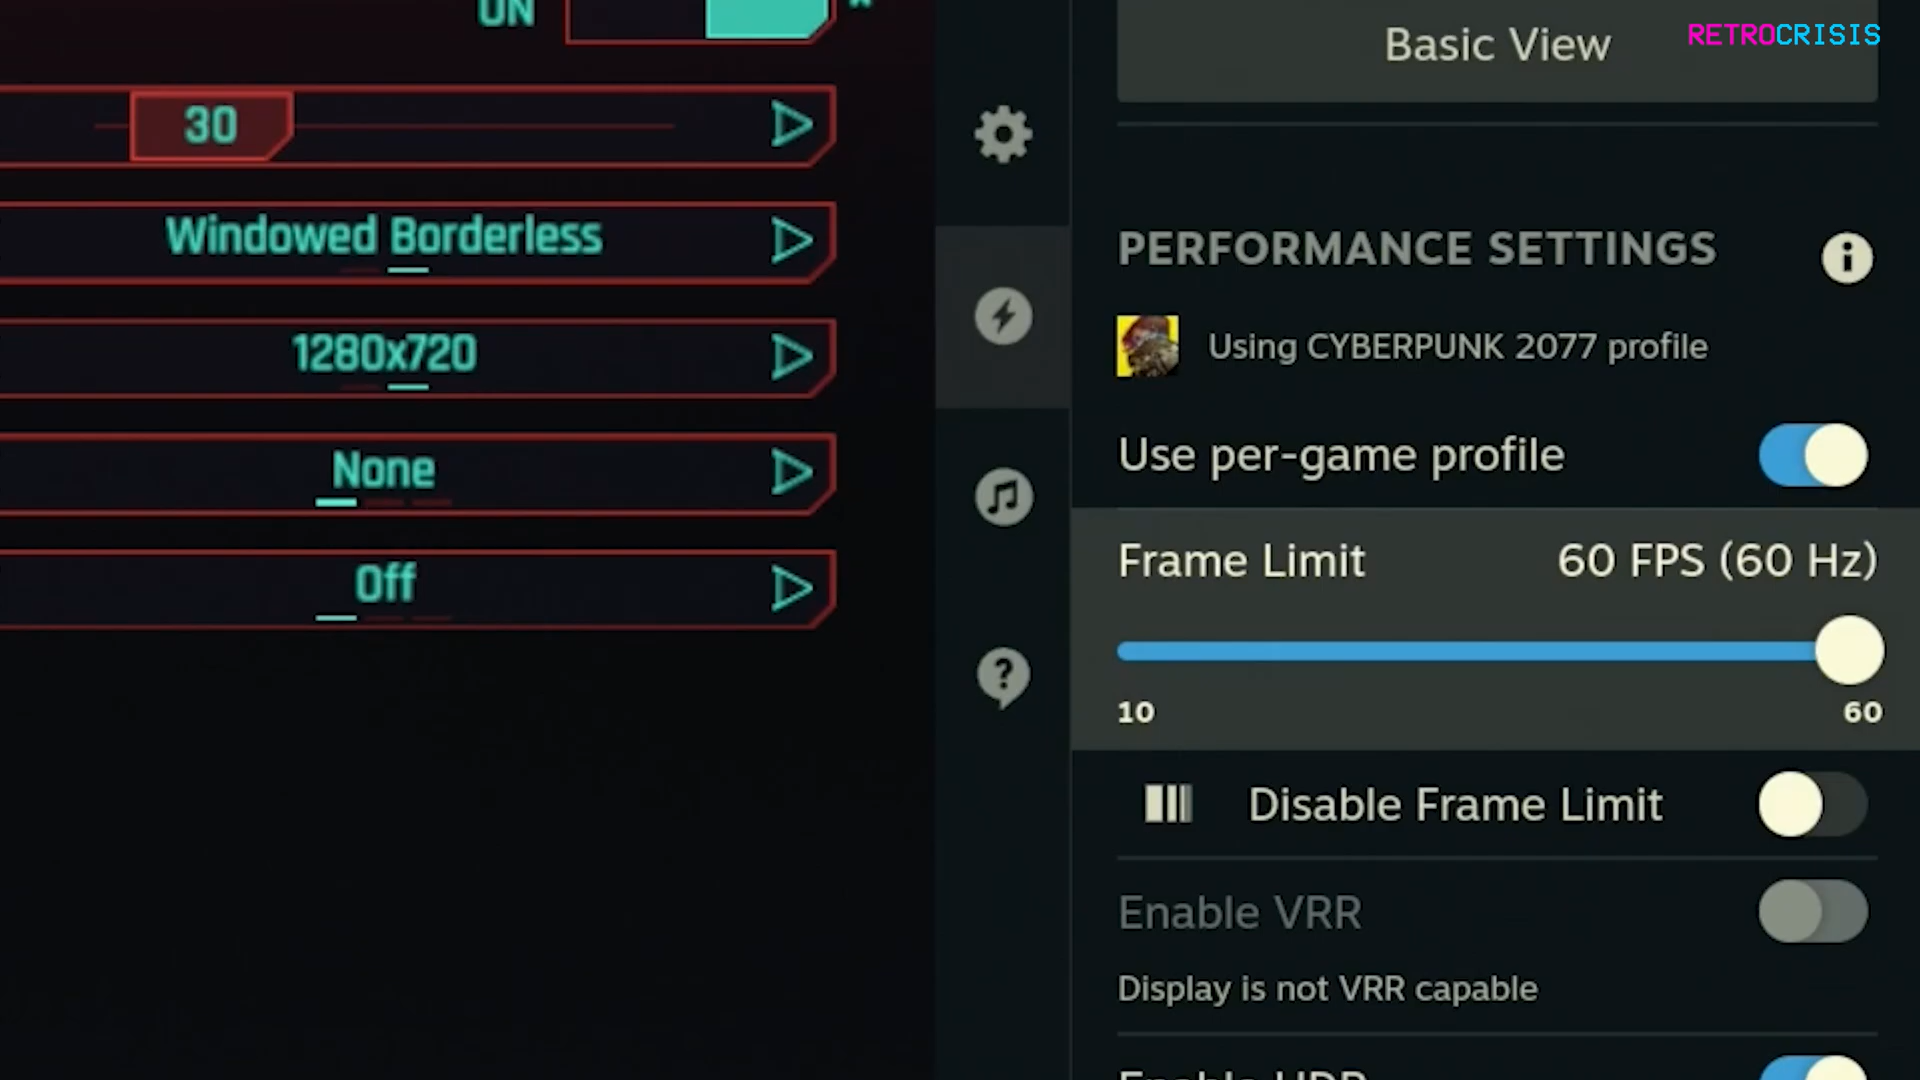 ON
30
Windowed Borderless
1280x720
None
Off
Basic View
RETROCRISIS
PERFORMANCE SETTINGS
Using CYBERPUNK 2077 profile
Use per-game profile
Frame Limit 60 FPS (60 Hz)
10 60
Disable Frame Limit
Enable VRR
Display is not VRR capable
Enable HDR